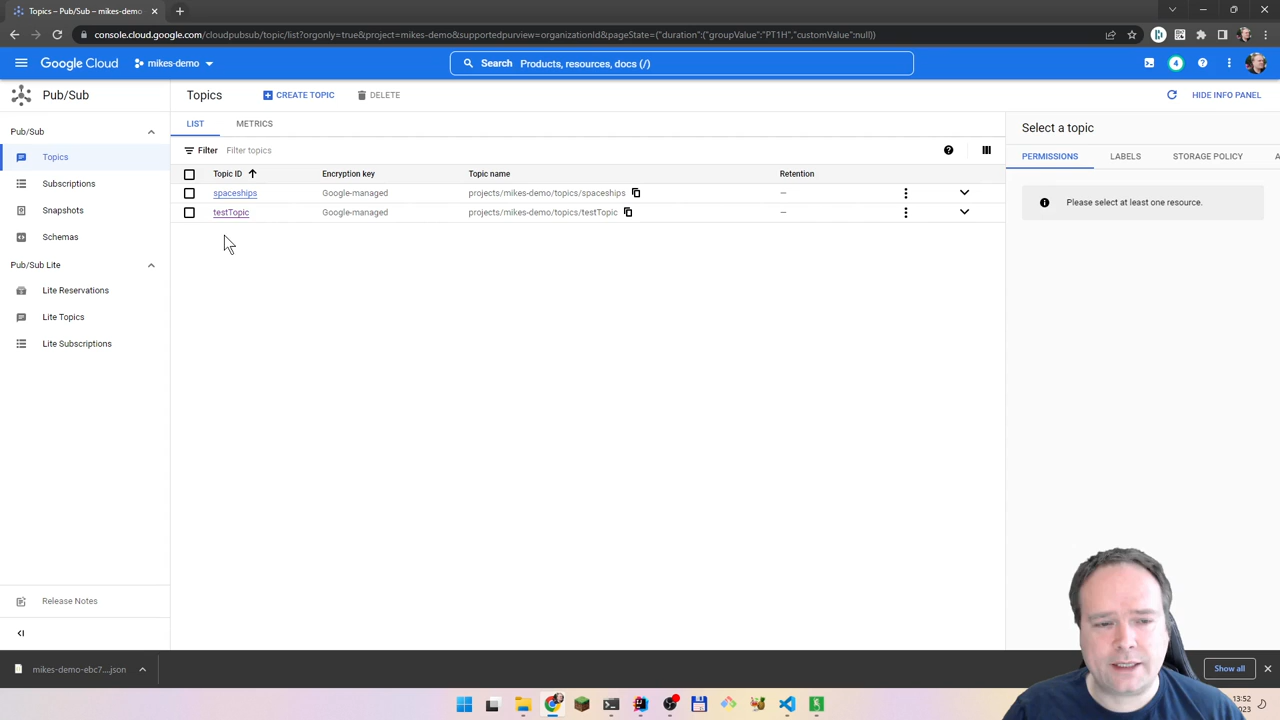 Topics – Pub/Sub – mikes-demo
console.cloud.google.com/cloudpubsub/topic/list?orgonly=true&project=mikes-demo&supportedpurview=organizationId&pageState=("duration":("groupValue":"PT1H","customValue":null))
Google Cloud
mikes-demo
Search Products, resources, docs (/)
4
Pub/Sub
Topics
CREATE TOPIC
DELETE
HIDE INFO PANEL
Pub/Sub
Topics
Subscriptions
Snapshots
Schemas
Pub/Sub Lite
Lite Reservations
Lite Topics
Lite Subscriptions
Release Notes
LIST METRICS
Filter Filter topics
Topic ID Encryption key Topic name Retention
spaceships Google-managed projects/mikes-demo/topics/spaceships –
testTopic Google-managed projects/mikes-demo/topics/testTopic –
Select a topic
PERMISSIONS LABELS STORAGE POLICY A
Please select at least one resource.
mikes-demo-ebc7....json
Show all
13:52